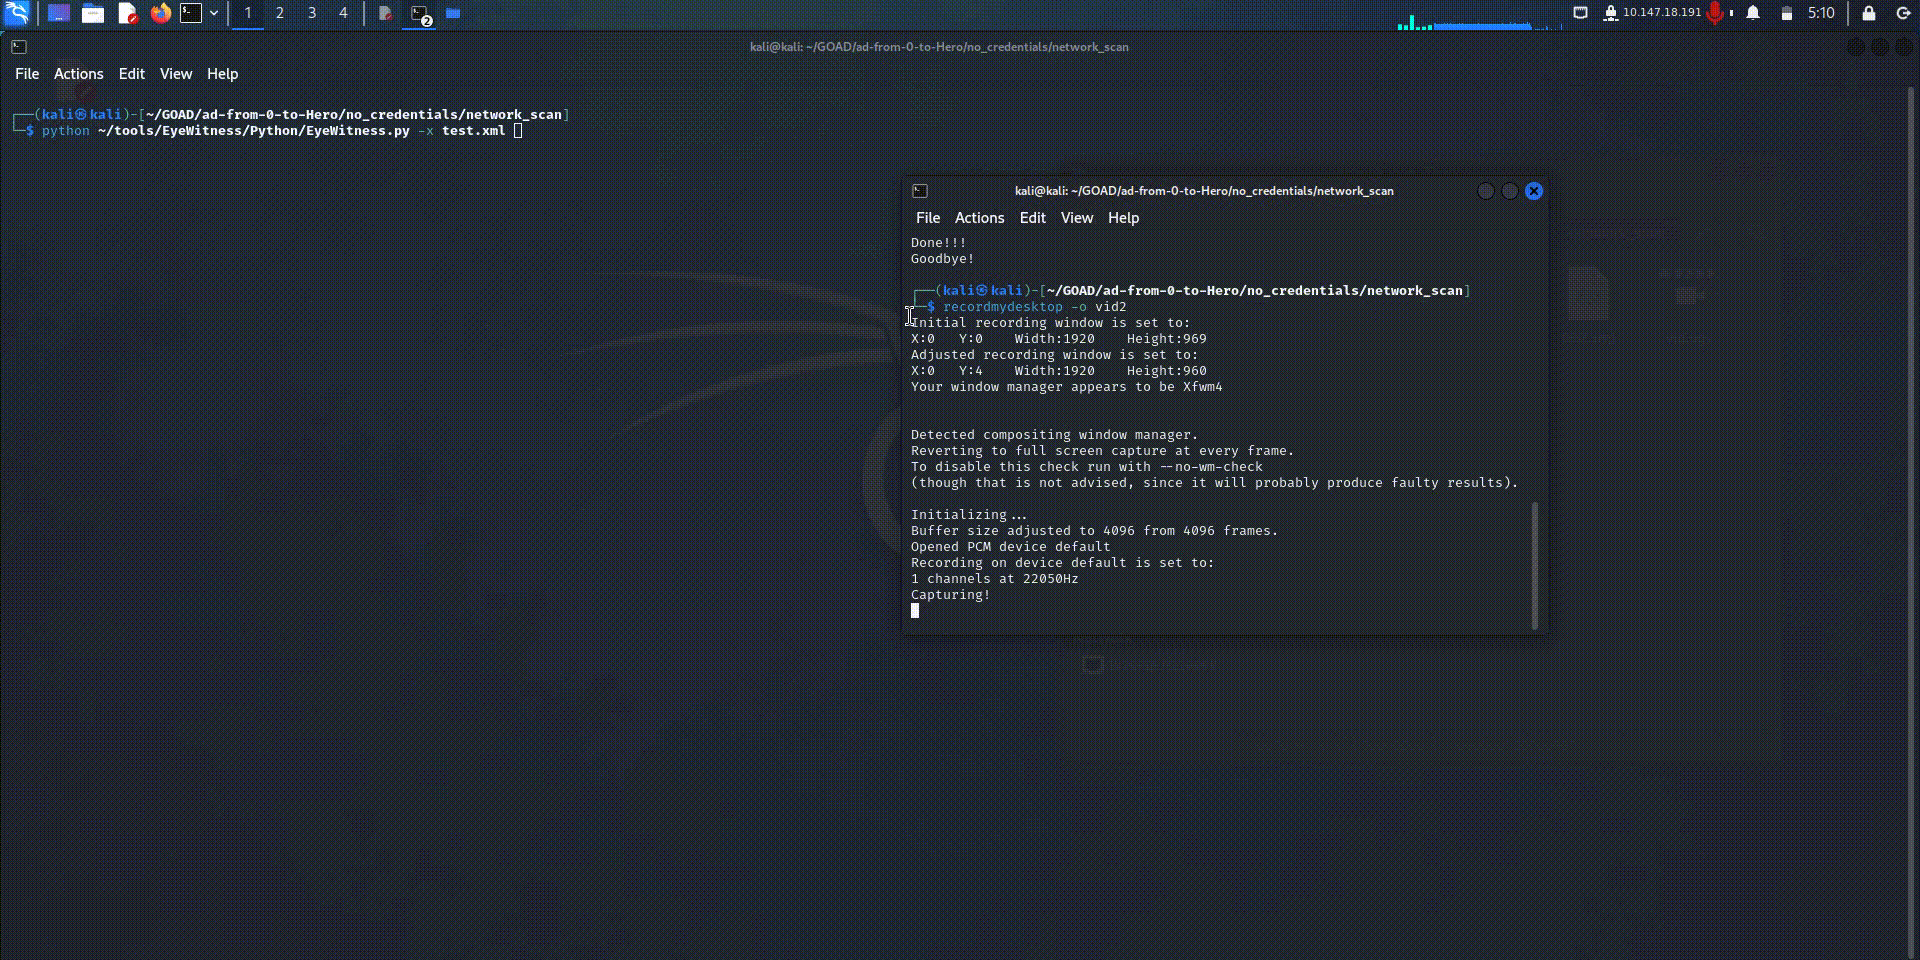 1 2 3 4 2 10.147.18.191 5:10
kali@kali: ~/GOAD/ad-from-0-to-Hero/no_credentials/network_scan
File Actions Edit View Help
┌──(kali㉿kali)-[~/GOAD/ad-from-0-to-Hero/no_credentials/network_scan]
└─$ python ~/tools/EyeWitness/Python/EyeWitness.py -x test.xml
kali@kali: ~/GOAD/ad-from-0-to-Hero/no_credentials/network_scan
File Actions Edit View Help
Done!!!
Goodbye!
┌──(kali㉿kali)-[~/GOAD/ad-from-0-to-Hero/no_credentials/network_scan]
└─$ recordmydesktop -o vid2
Initial recording window is set to:
X:0 Y:0 Width:1920 Height:969
Adjusted recording window is set to:
X:0 Y:4 Width:1920 Height:960
Your window manager appears to be Xfwm4
Detected compositing window manager.
Reverting to full screen capture at every frame.
To disable this check run with --no-wm-check
(though that is not advised, since it will probably produce faulty results).
Initializing...
Buffer size adjusted to 4096 from 4096 frames.
Opened PCM device default
Recording on device default is set to:
1 channels at 22050Hz
Capturing!